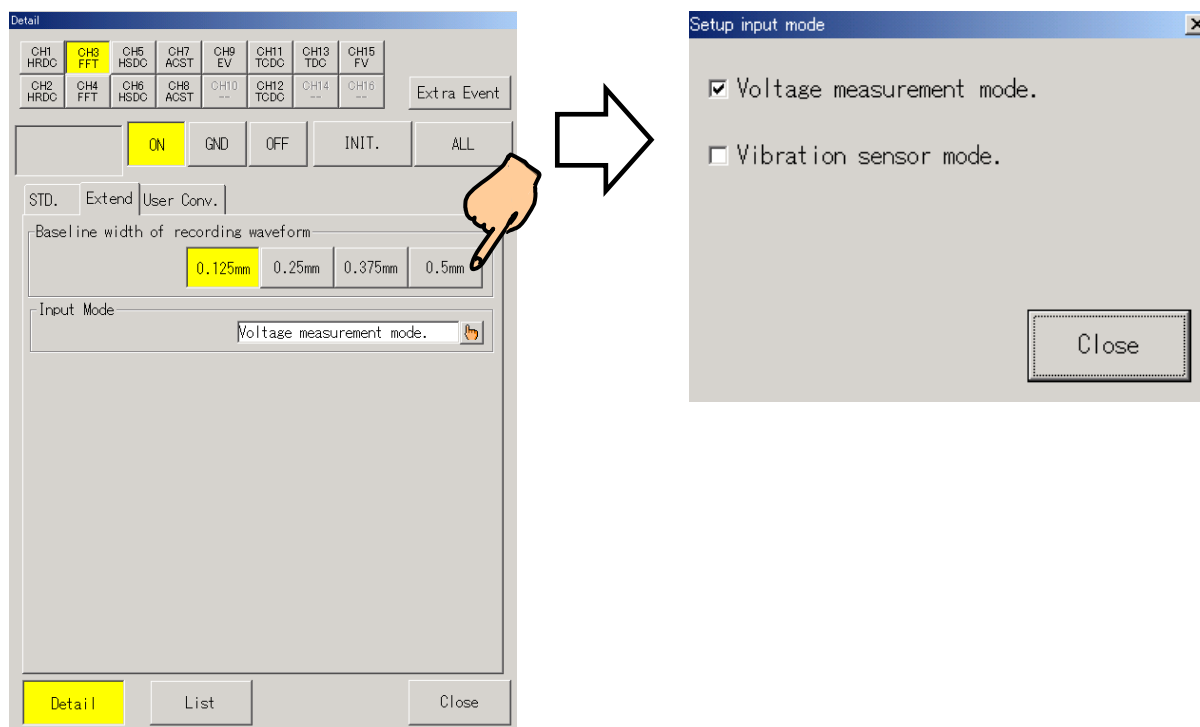 Detail
CH1 CH3 CH5 CH7 CH9 CH11 CH13 CH15
HRDC FFT HSDC ACST EV TCDC TDC FV
CH2 CH4 CH6 CH8 CH10 CH12 CH14 CH16
HRDC FFT HSDC ACST -- TCDC -- --
Extra Event
ON GND OFF INIT. ALL
STD. Extend User Conv.
Baseline width of recording waveform
0.125mm 0.25mm 0.375mm 0.5mm
Input Mode
Voltage measurement mode.
Detail List Close
Setup input mode
Voltage measurement mode.
Vibration sensor mode.
Close